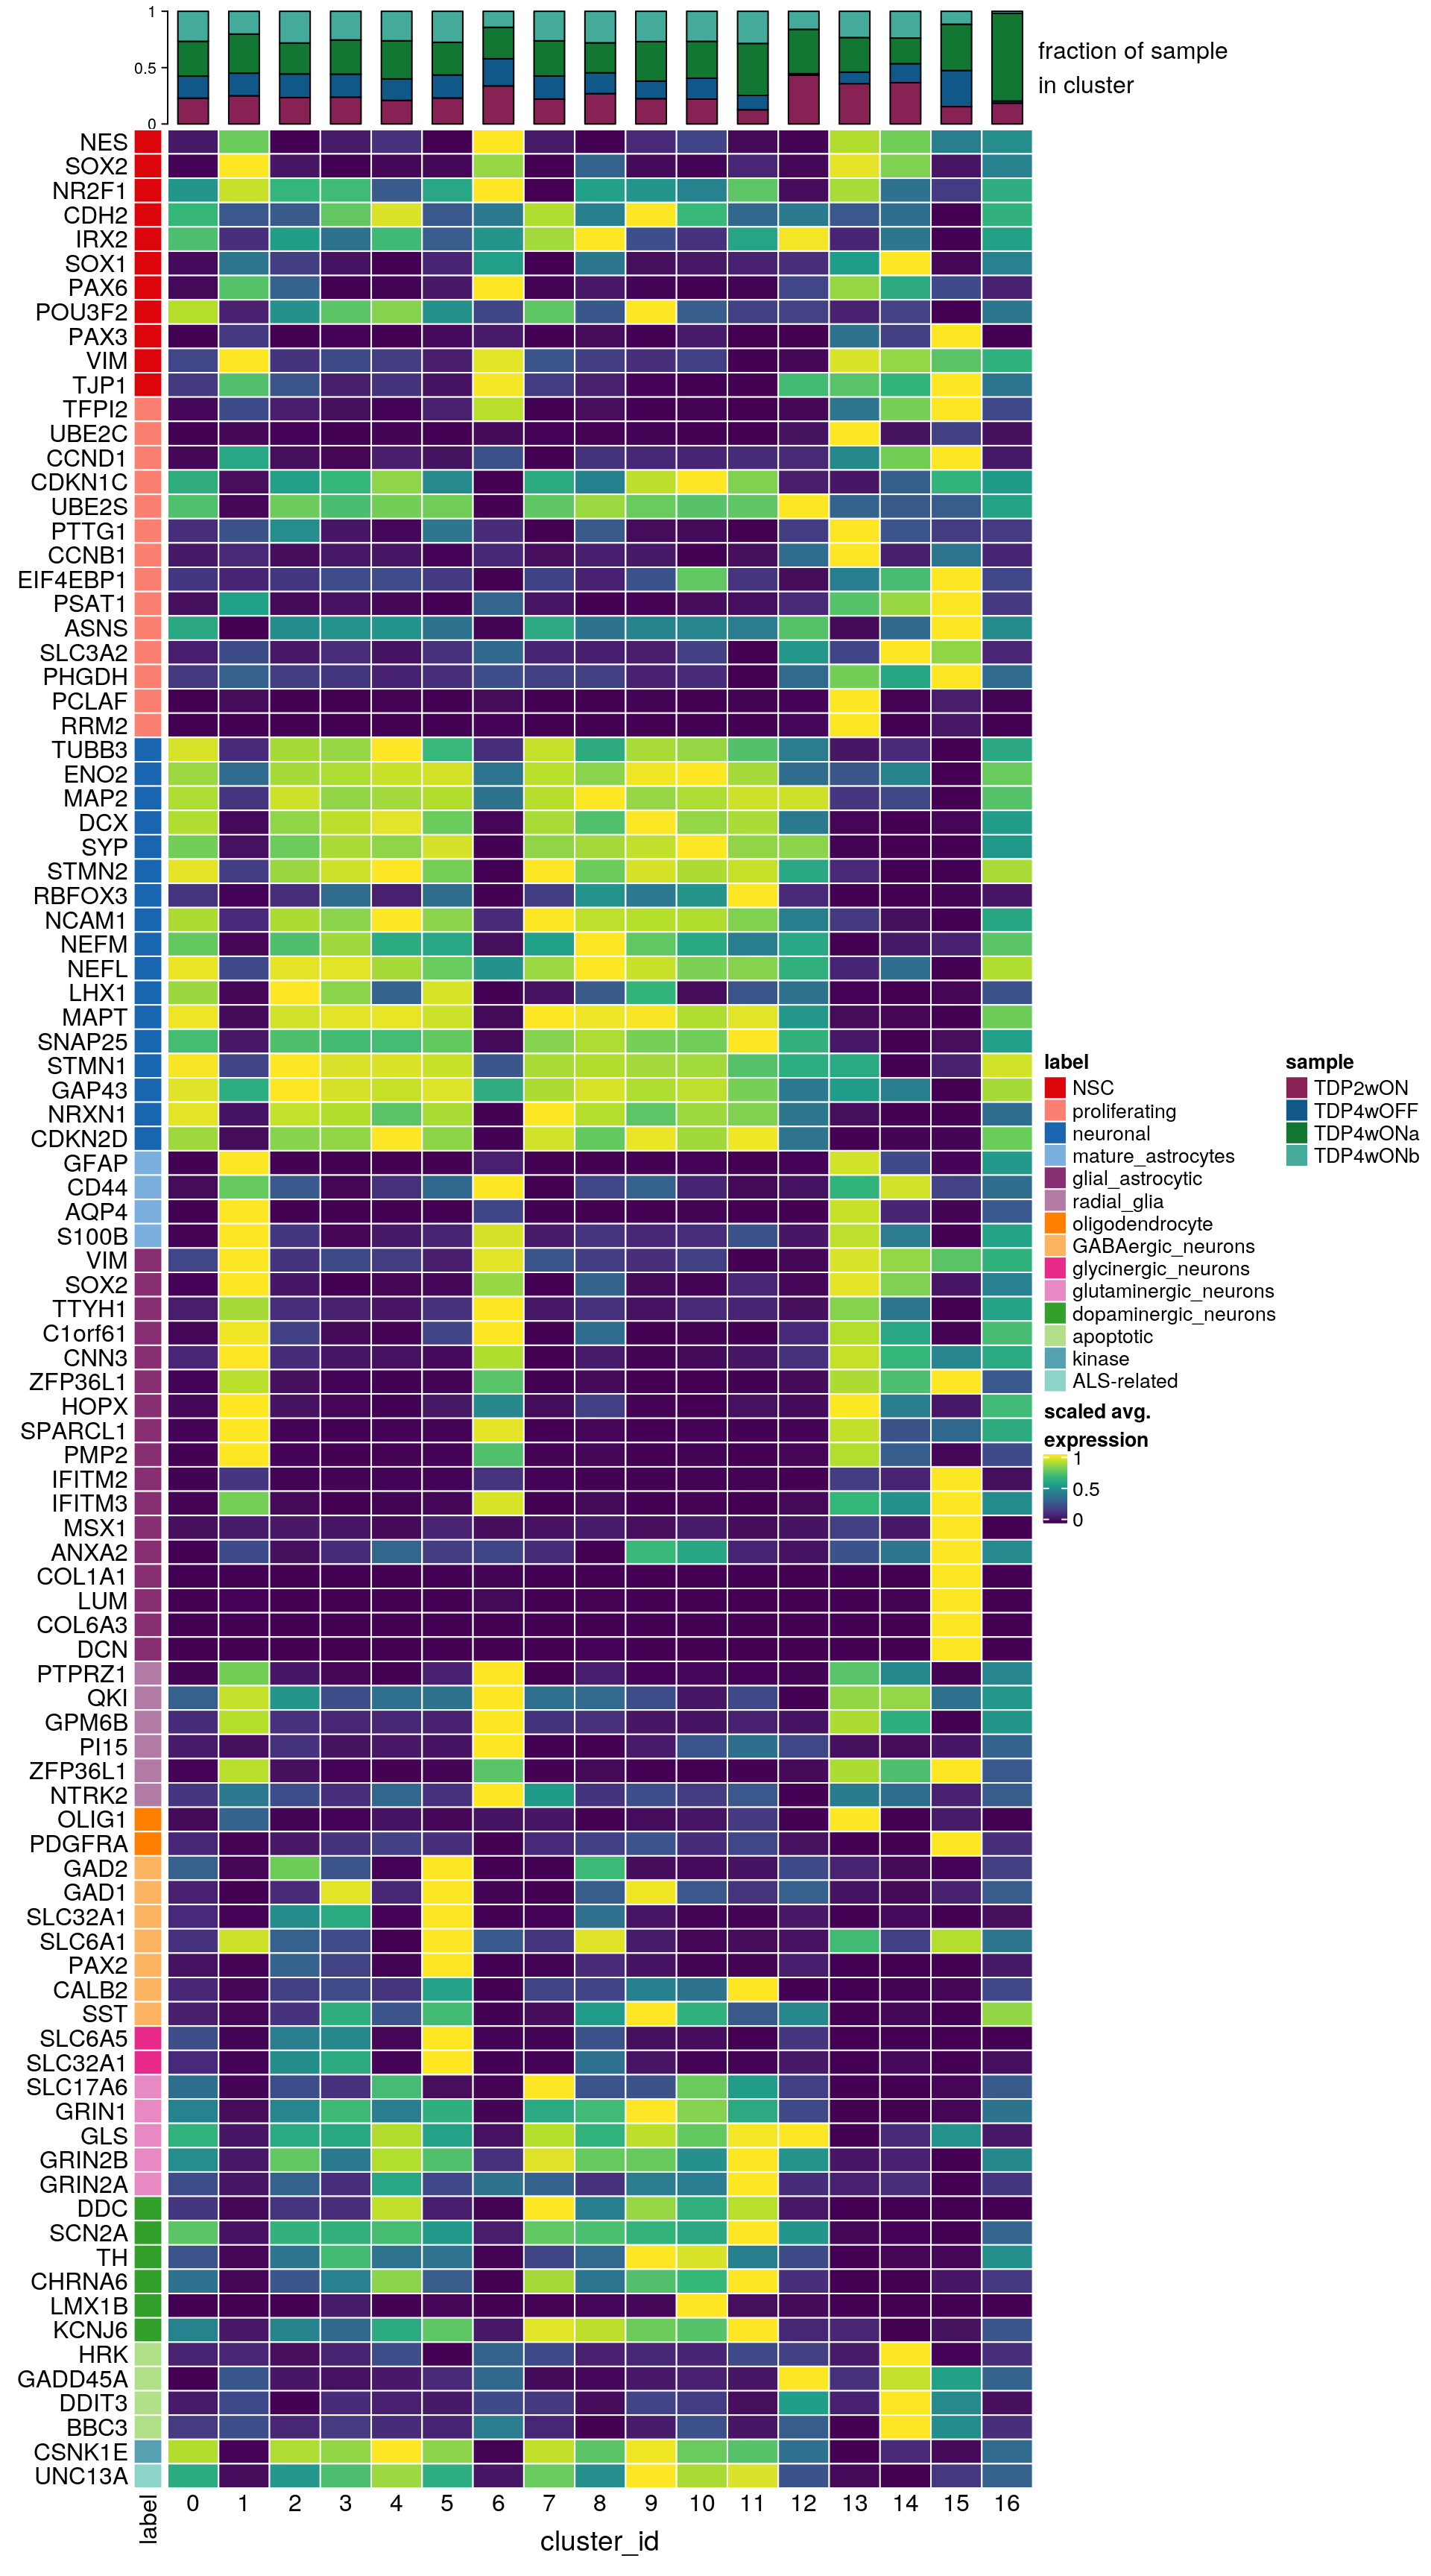 1
0.5
0
fraction of sample
in cluster
NES
SOX2
NR2F1
CDH2
IRX2
SOX1
PAX6
POU3F2
PAX3
VIM
TJP1
TFPI2
UBE2C
CCND1
CDKN1C
UBE2S
PTTG1
CCNB1
EIF4EBP1
PSAT1
ASNS
SLC3A2
PHGDH
PCLAF
RRM2
TUBB3
ENO2
MAP2
DCX
SYP
STMN2
RBFOX3
NCAM1
NEFM
NEFL
LHX1
MAPT
SNAP25
STMN1
GAP43
NRXN1
CDKN2D
GFAP
CD44
AQP4
S100B
VIM
SOX2
TTYH1
C1orf61
CNN3
ZFP36L1
HOPX
SPARCL1
PMP2
IFITM2
IFITM3
MSX1
ANXA2
COL1A1
LUM
COL6A3
DCN
PTPRZ1
QKI
GPM6B
PI15
ZFP36L1
NTRK2
OLIG1
PDGFRA
GAD2
GAD1
SLC32A1
SLC6A1
PAX2
CALB2
SST
SLC6A5
SLC32A1
SLC17A6
GRIN1
GLS
GRIN2B
GRIN2A
DDC
SCN2A
TH
CHRNA6
LMX1B
KCNJ6
HRK
GADD45A
DDIT3
BBC3
CSNK1E
UNC13A
label 0 1 2 3 4 5 6 7 8 9 10 11 12 13 14 15 16
cluster_id
label
NSC
proliferating
neuronal
mature_astrocytes
glial_astrocytic
radial_glia
oligodendrocyte
GABAergic_neurons
glycinergic_neurons
glutaminergic_neurons
dopaminergic_neurons
apoptotic
kinase
ALS-related
scaled avg.
expression
1
0.5
0
sample
TDP2wON
TDP4wOFF
TDP4wONa
TDP4wONb